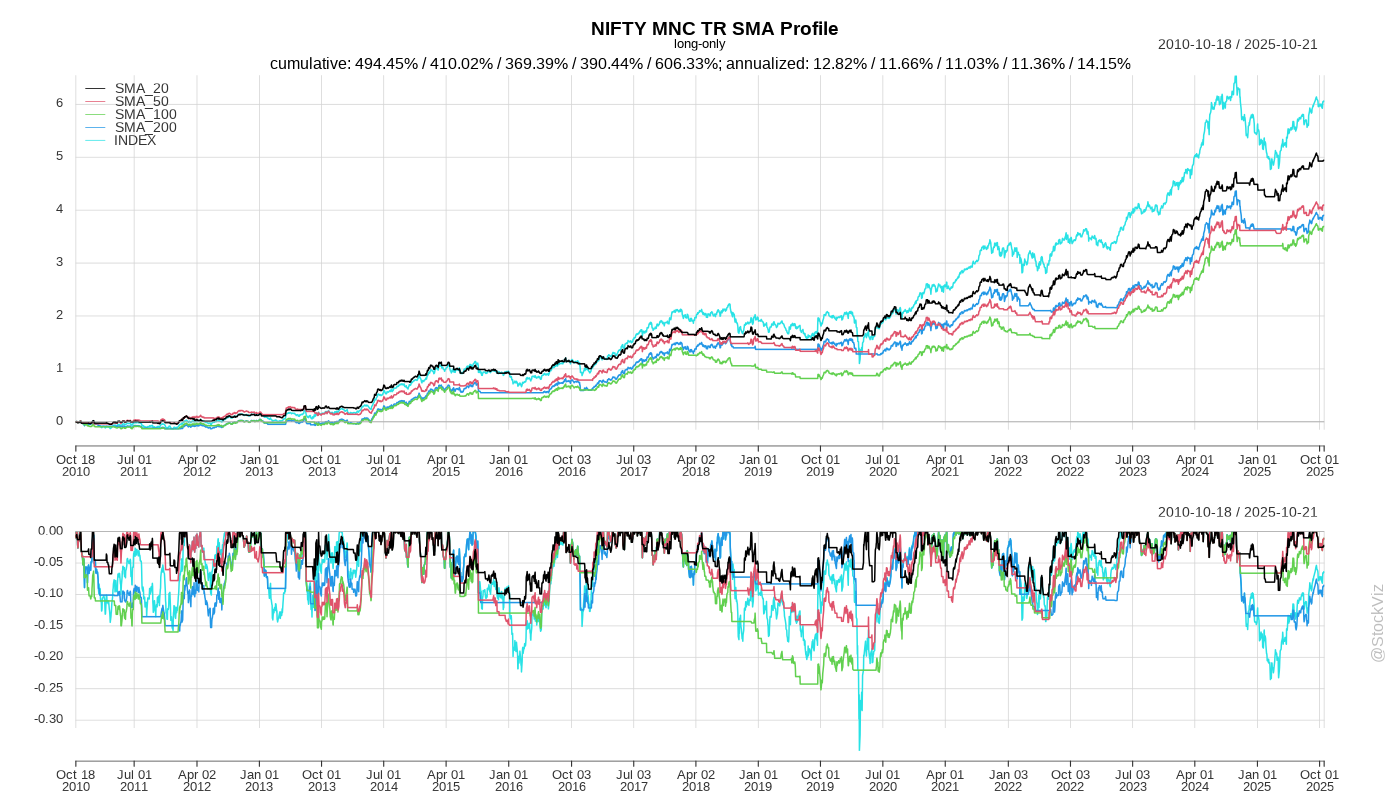 NIFTY MNC TR SMA Profile
long-only
2010-10-18 / 2025-10-21
cumulative: 494.45% / 410.02% / 369.39% / 390.44% / 606.33%; annualized: 12.82% / 11.66% / 11.03% / 11.36% / 14.15%
SMA_20
SMA_50
SMA_100
SMA_200
INDEX
6
5
4
3
2
1
0
Oct 18 Jul 01 Apr 02 Jan 01 Oct 01 Jul 01 Apr 01 Jan 01 Oct 03 Jul 03 Apr 02 Jan 01 Oct 01 Jul 01 Apr 01 Jan 03 Oct 03 Jul 03 Apr 01 Jan 01 Oct 01
2010 2011 2012 2013 2013 2014 2015 2016 2016 2017 2018 2019 2019 2020 2021 2022 2022 2023 2024 2025 2025
2010-10-18 / 2025-10-21
0.00
-0.05
-0.10
-0.15
-0.20
-0.25
-0.30
Oct 18 Jul 01 Apr 02 Jan 01 Oct 01 Jul 01 Apr 01 Jan 01 Oct 03 Jul 03 Apr 02 Jan 01 Oct 01 Jul 01 Apr 01 Jan 03 Oct 03 Jul 03 Apr 01 Jan 01 Oct 01
2010 2011 2012 2013 2013 2014 2015 2016 2016 2017 2018 2019 2019 2020 2021 2022 2022 2023 2024 2025 2025
@StockViz